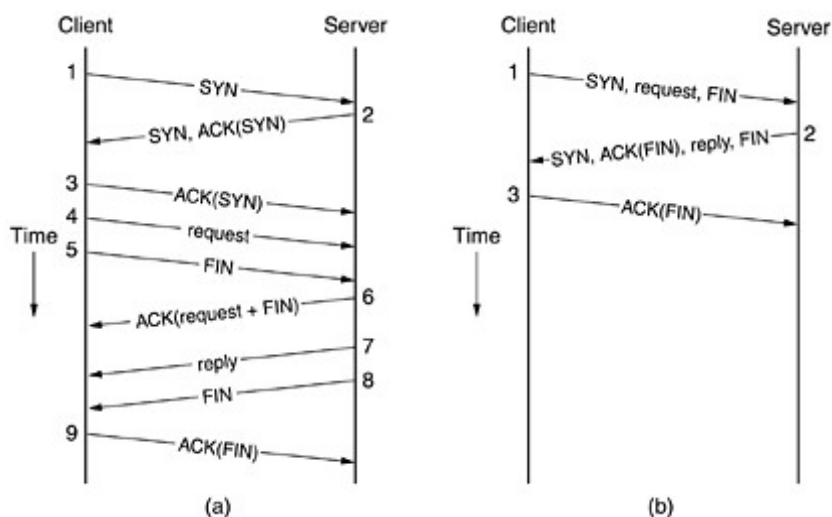 Client
Server
1
SYN
2
SYN, ACK(SYN)
3
ACK(SYN)
4
request
Time
5
FIN
6
ACK(request + FIN)
7
reply
8
FIN
9
ACK(FIN)
(a)
Client
Server
1
SYN, request, FIN
2
SYN, ACK(FIN), reply, FIN
3
ACK(FIN)
Time
(b)